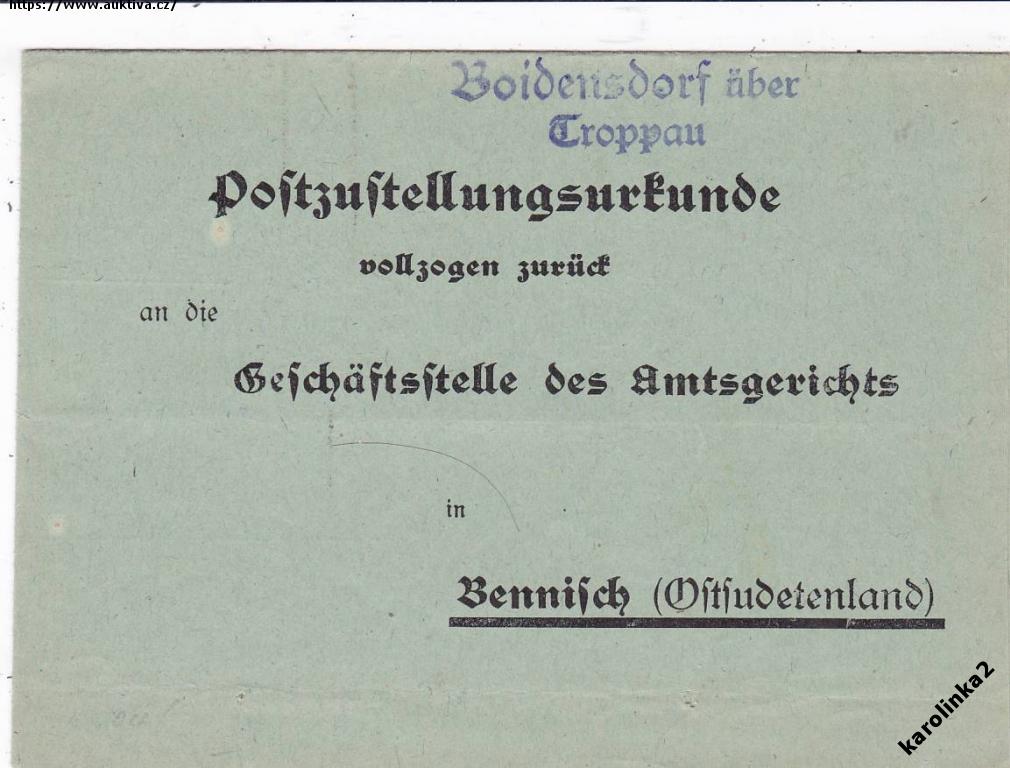 https://www.auktiva.cz/
Boidensdorf über
Troppau
Postzustellungsurkunde
vollzogen zurück
an die
Geschäftsstelle des Amtsgerichts
in
Bennisch (Ostsudetenland)
karolinka2